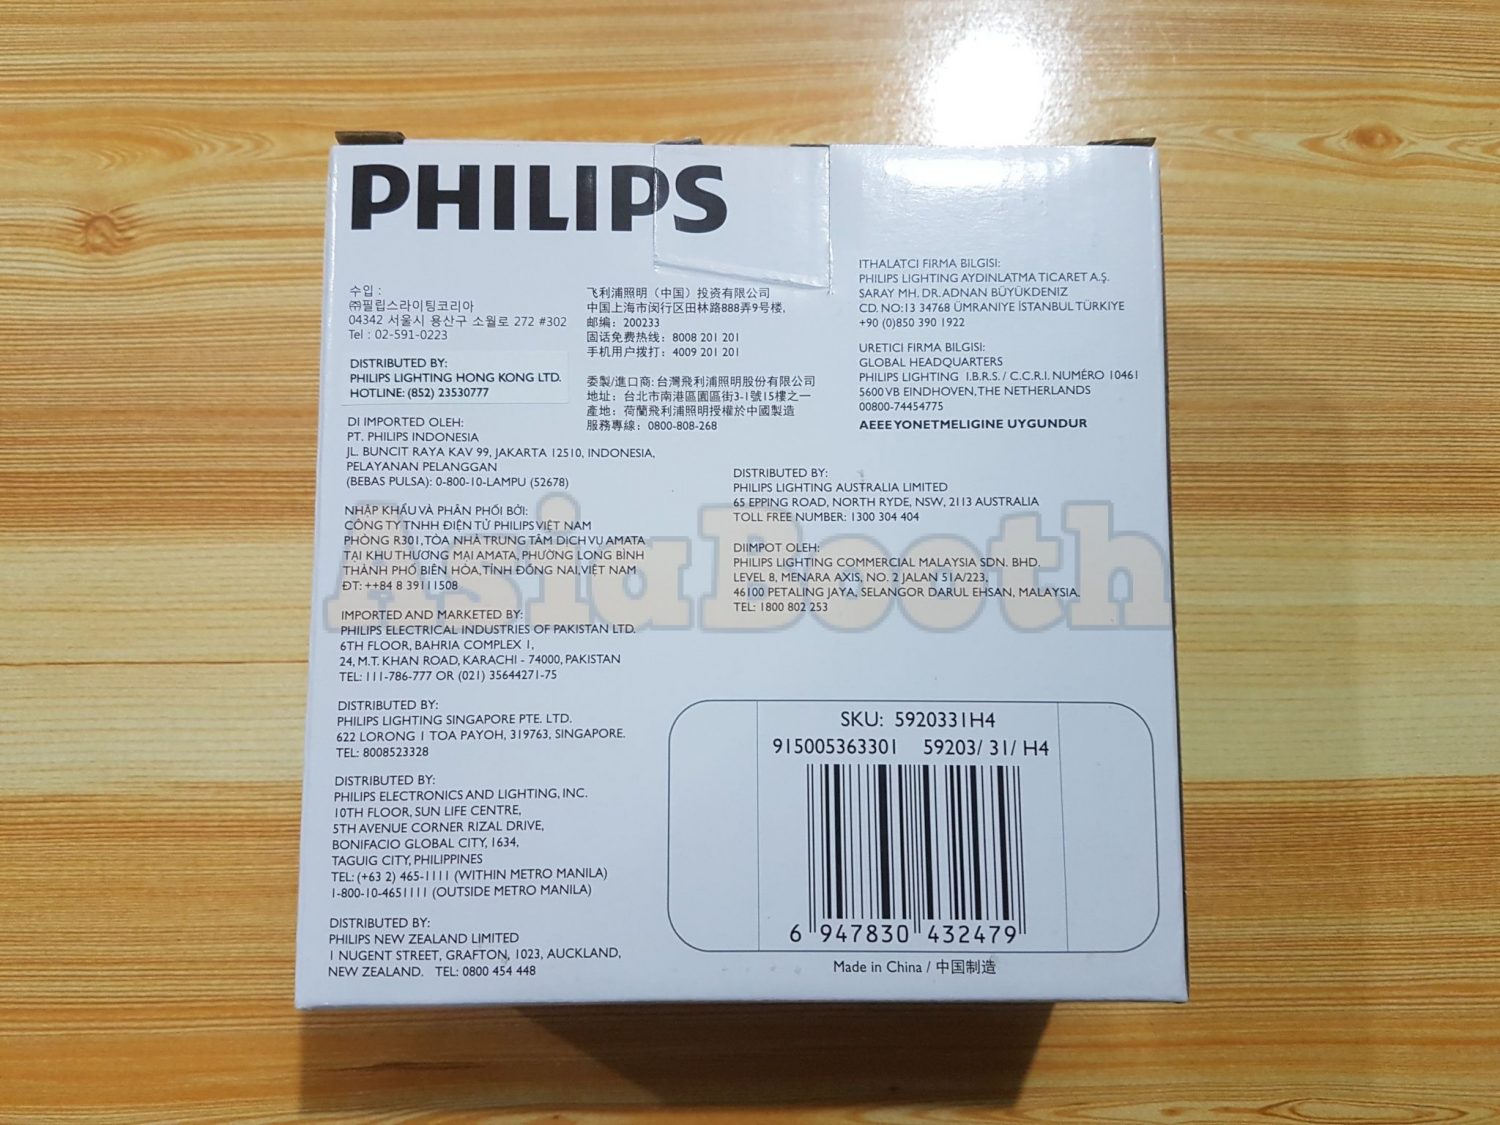 PHILIPS
수입 :
㈜필립스라이팅코리아
04342 서울시 용산구 소월로 272 #302
Tel : 02-591-0223
DISTRIBUTED BY:
PHILIPS LIGHTING HONG KONG LTD.
HOTLINE: (852) 23530777
DI IMPORTED OLEH:
PT. PHILIPS INDONESIA
JL. BUNCIT RAYA KAV 99, JAKARTA 12510, INDONESIA,
PELAYANAN PELANGGAN
(BEBAS PULSA): 0-800-10-LAMPU (52678)
NHẬP KHẨU VÀ PHÂN PHỐI BỞI:
CÔNG TY TNHH ĐIỆN TỬ PHILIPS VIỆT NAM
PHÒNG R301, TÒA NHÀ TRUNG TÂM DỊCH VỤ AMATA
TẠI KHU THƯƠNG MẠI AMATA, PHƯỜNG LONG BÌNH
THÀNH PHỐ BIÊN HÒA, TỈNH ĐỒNG NAI, VIỆT NAM
ĐT: ++84 8 39111508
IMPORTED AND MARKETED BY:
PHILIPS ELECTRICAL INDUSTRIES OF PAKISTAN LTD.
6TH FLOOR, BAHRIA COMPLEX 1,
24, M.T. KHAN ROAD, KARACHI - 74000, PAKISTAN
TEL: 111-786-777 OR (021) 35644271-75
DISTRIBUTED BY:
PHILIPS LIGHTING SINGAPORE PTE. LTD.
622 LORONG 1 TOA PAYOH, 319763, SINGAPORE.
TEL: 8008523328
DISTRIBUTED BY:
PHILIPS ELECTRONICS AND LIGHTING, INC.
10TH FLOOR, SUN LIFE CENTRE,
5TH AVENUE CORNER RIZAL DRIVE,
BONIFACIO GLOBAL CITY, 1634,
TAGUIG CITY, PHILIPPINES
TEL: (+63 2) 465-1111 (WITHIN METRO MANILA)
1-800-10-4651111 (OUTSIDE METRO MANILA)
DISTRIBUTED BY:
PHILIPS NEW ZEALAND LIMITED
1 NUGENT STREET, GRAFTON, 1023, AUCKLAND,
NEW ZEALAND. TEL: 0800 454 448
飞利浦照明（中国）投资有限公司
中国上海市闵行区田林路888弄9号楼,
邮编：200233
固话免费热线：8008 201 201
手机用户拨打：4009 201 201
委製/進口商: 台灣飛利浦照明股份有限公司
地址：台北市南港區園區街3-1號15樓之一
產地：荷蘭飛利浦照明授權於中國製造
服務專線：0800-808-268
ITHALATCI FIRMA BILGISI:
PHILIPS LIGHTING AYDINLATMA TICARET A.Ş.
SARAY MH. DR. ADNAN BÜYÜKDENIZ
CD. NO:13 34768 ÜMRANIYE İSTANBUL TÜRKIYE
+90 (0)850 390 1922
URETICI FIRMA BILGISI:
GLOBAL HEADQUARTERS
PHILIPS LIGHTING I.B.R.S. / C.C.R.I. NUMÉRO 10461
5600 VB EINDHOVEN, THE NETHERLANDS
00800-74454775
AEEE YONETMELIGINE UYGUNDUR
DISTRIBUTED BY:
PHILIPS LIGHTING AUSTRALIA LIMITED
65 EPPING ROAD, NORTH RYDE, NSW, 2113 AUSTRALIA
TOLL FREE NUMBER: 1300 304 404
DIIMPOT OLEH:
PHILIPS LIGHTING COMMERCIAL MALAYSIA SDN. BHD.
LEVEL 8, MENARA AXIS, NO. 2 JALAN 51A/223,
46100 PETALING JAYA, SELANGOR DARUL EHSAN, MALAYSIA.
TEL: 1800 802 253
AsiaBooth
SKU: 5920331H4
915005363301 59203/ 31/ H4
6 947830 432479
Made in China / 中国制造